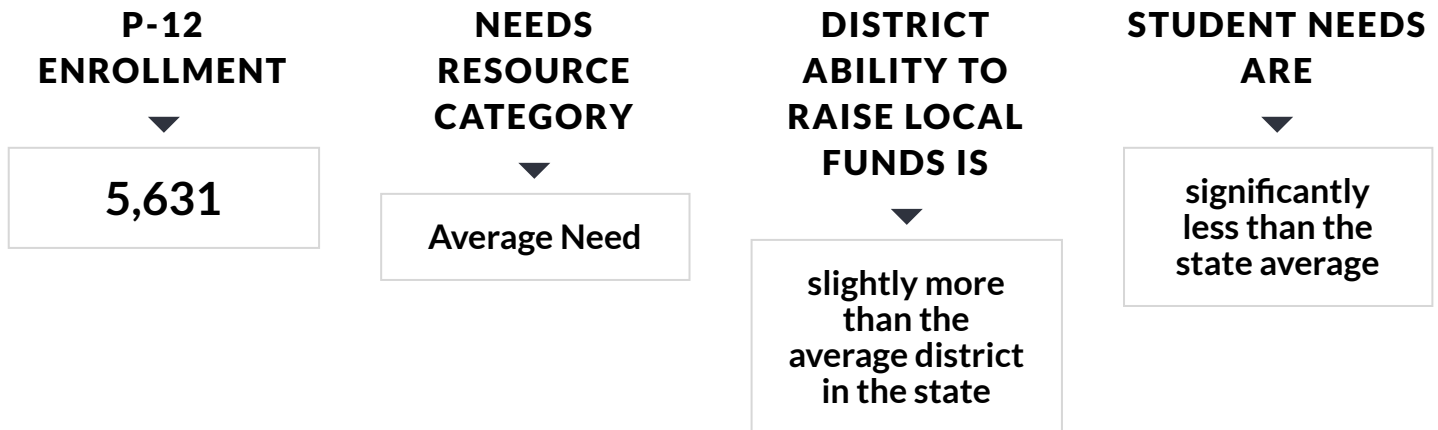 P-12
ENROLLMENT
5,631
NEEDS
RESOURCE
CATEGORY
Average Need
DISTRICT
ABILITY TO
RAISE LOCAL
FUNDS IS
slightly more
than the
average district
in the state
STUDENT NEEDS
ARE
significantly
less than the
state average